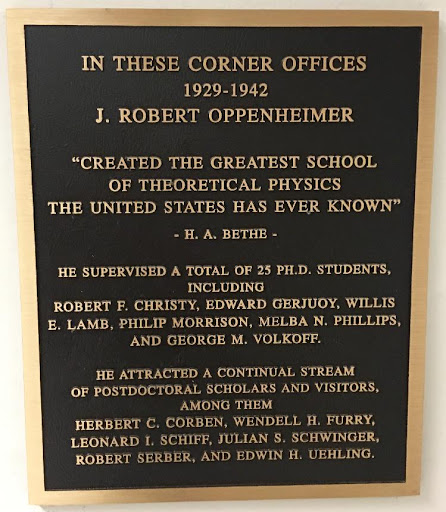 IN THESE CORNER OFFICES
1929-1942
J. ROBERT OPPENHEIMER
“CREATED THE GREATEST SCHOOL
OF THEORETICAL PHYSICS
THE UNITED STATES HAS EVER KNOWN”
- H. A. BETHE -
HE SUPERVISED A TOTAL OF 25 PH.D. STUDENTS,
INCLUDING
ROBERT F. CHRISTY, EDWARD GERJUOY, WILLIS
E. LAMB, PHILIP MORRISON, MELBA N. PHILLIPS,
AND GEORGE M. VOLKOFF.
HE ATTRACTED A CONTINUAL STREAM
OF POSTDOCTORAL SCHOLARS AND VISITORS,
AMONG THEM
HERBERT C. CORBEN, WENDELL H. FURRY,
LEONARD I. SCHIFF, JULIAN S. SCHWINGER,
ROBERT SERBER, AND EDWIN H. UEHLING.